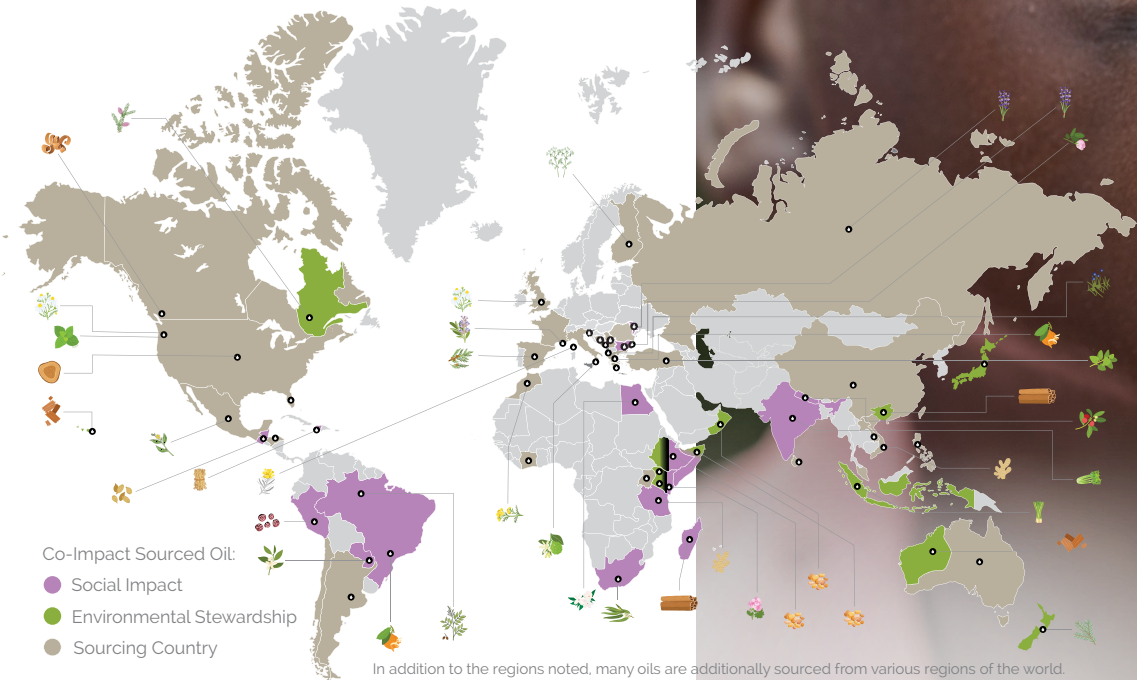 Co-Impact Sourced Oil:
Social Impact
Environmental Stewardship
Sourcing Country
In addition to the regions noted, many oils are additionally sourced from various regions of the world.